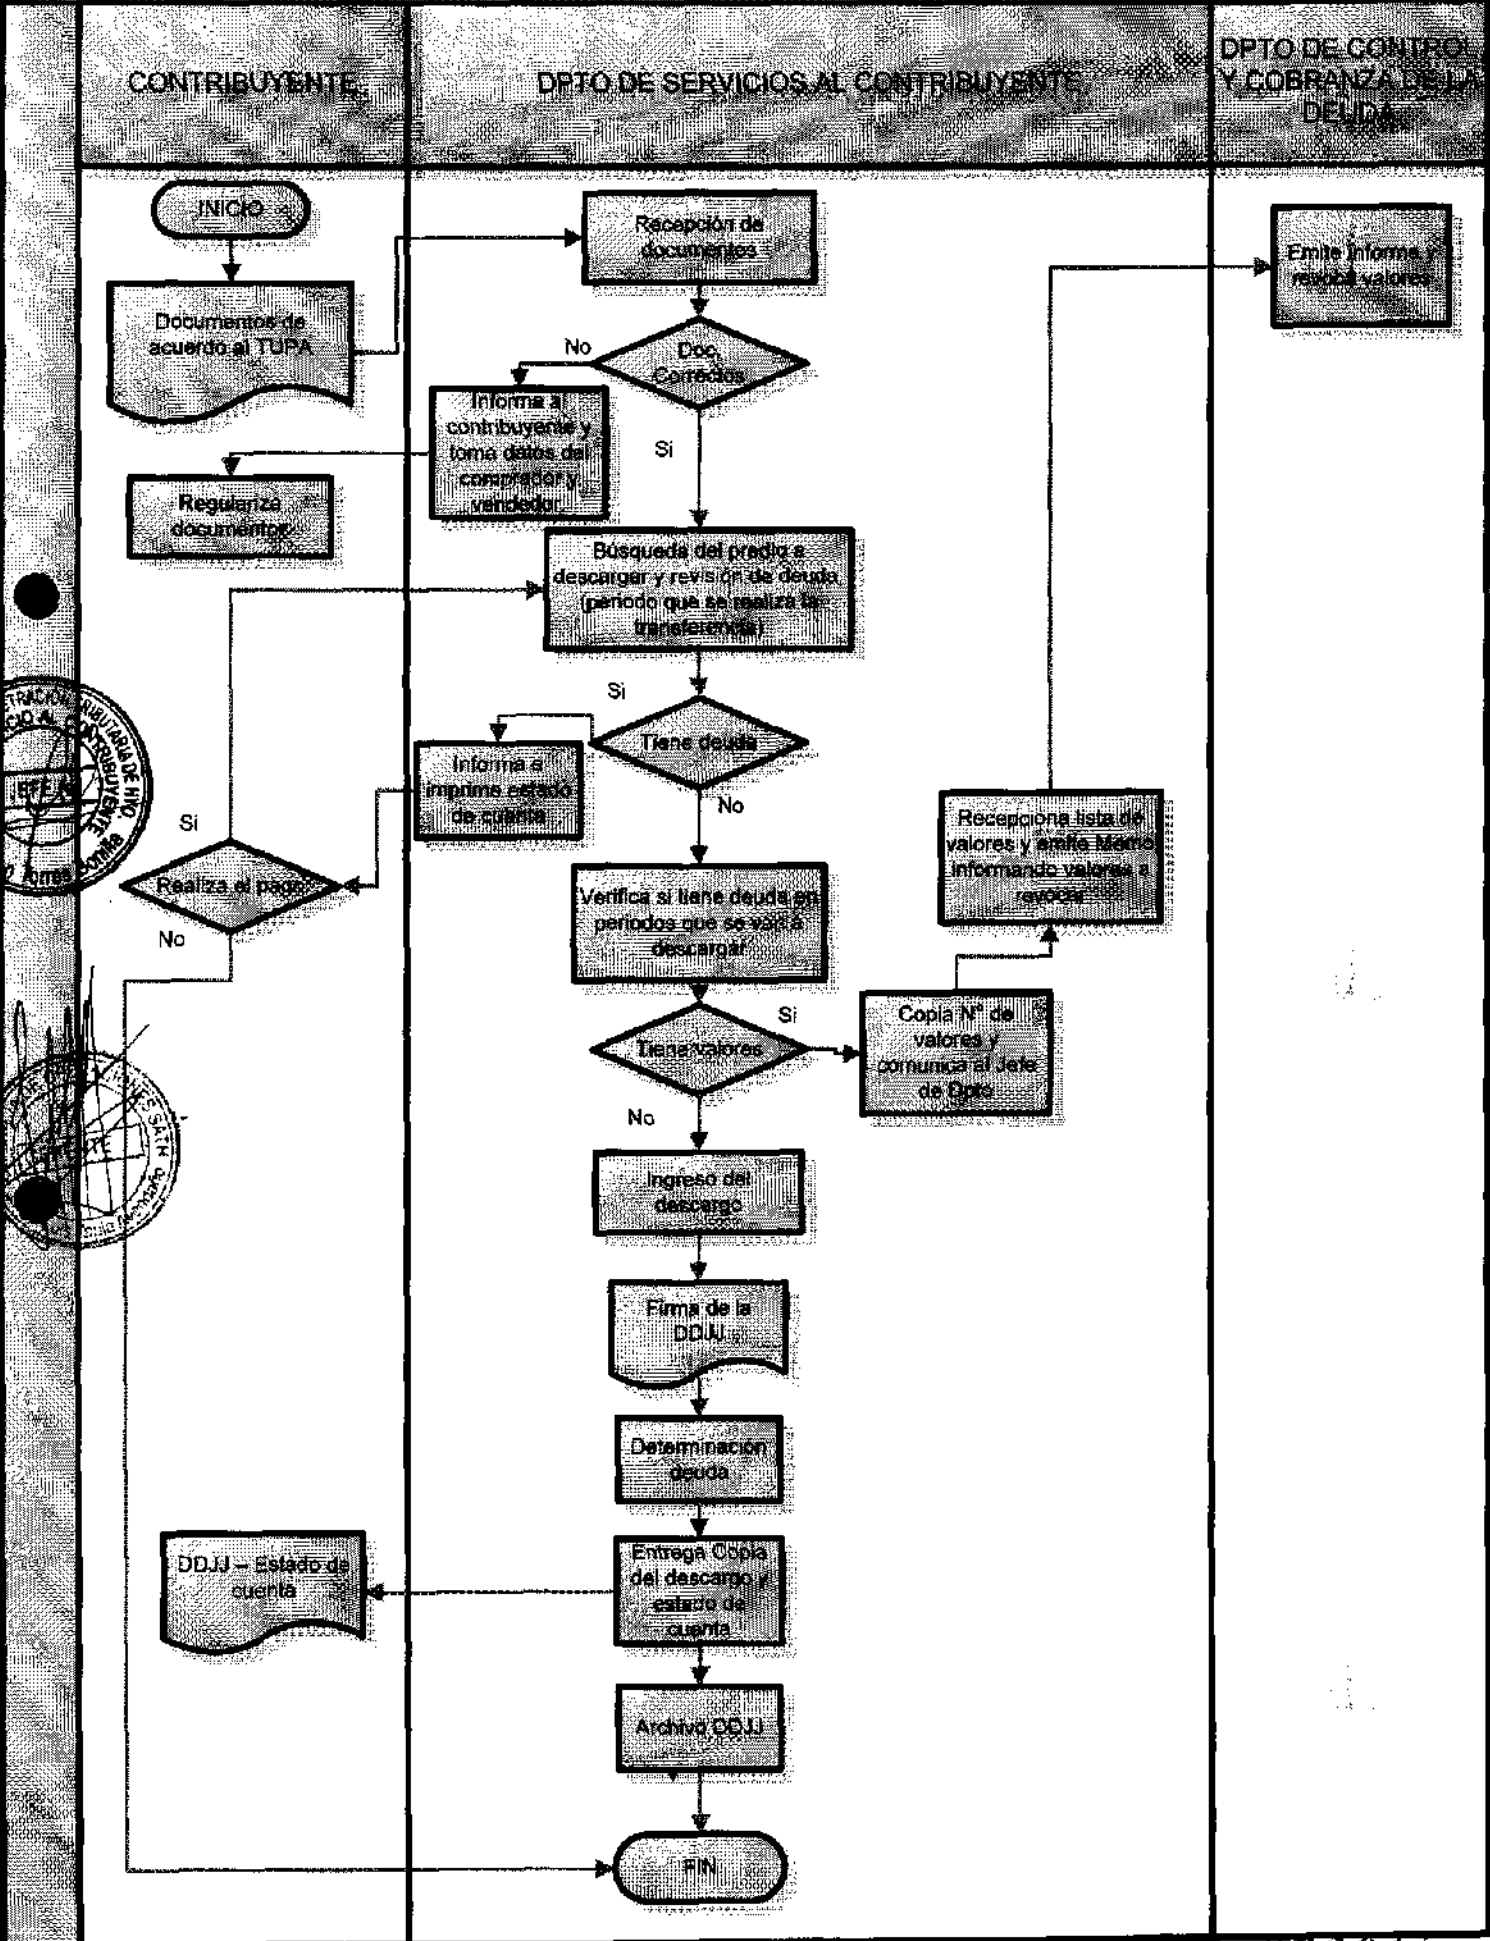 CONTRIBUYENTE
DPTO DE SERVICIOS AL CONTRIBUYENTE
DPTO DE CONTROL
Y COBRANZA DE LA
DEUDA
INICIO
Documentos de
acuerdo al TUPA
Recepción de
documentos
Emite informe y
revoca valores
Doc.
Correctos
No
Si
Informa al
contribuyente y
toma datos del
comprador y
vendedor
Regulariza
documentos
Búsqueda del predio a
descargar y revisión de deuda
(periodo que se realiza la
transferencia)
Tiene deuda
Si
No
Informa e
imprime estado
de cuenta
Realiza el pago
Si
No
Verifica si tiene deuda en
periodos que se van a
descargar
Tiene valores
Si
No
Copia N° de
valores y
comunica al Jefe
de Dpto
Recepciona lista de
valores y emite Memo
informando valores a
revocar
Ingreso del
descargo
Firma de la
DDJJ
Determinación
deuda
Entrega Copia
del descargo y
estado de
cuenta
DDJJ – Estado de
cuenta
Archivo DDJJ
FIN